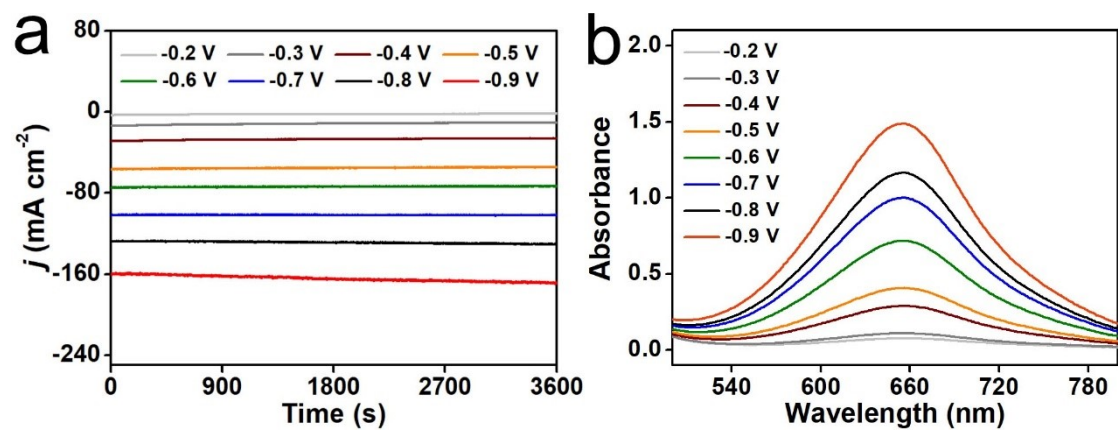 a
80
0
-80
-160
-240
j (mA cm⁻²)
-0.2 V -0.3 V -0.4 V -0.5 V
-0.6 V -0.7 V -0.8 V -0.9 V
0 900 1800 2700 3600
Time (s)
b
2.0
1.5
1.0
0.5
0.0
Absorbance
-0.2 V
-0.3 V
-0.4 V
-0.5 V
-0.6 V
-0.7 V
-0.8 V
-0.9 V
540 600 660 720 780
Wavelength (nm)